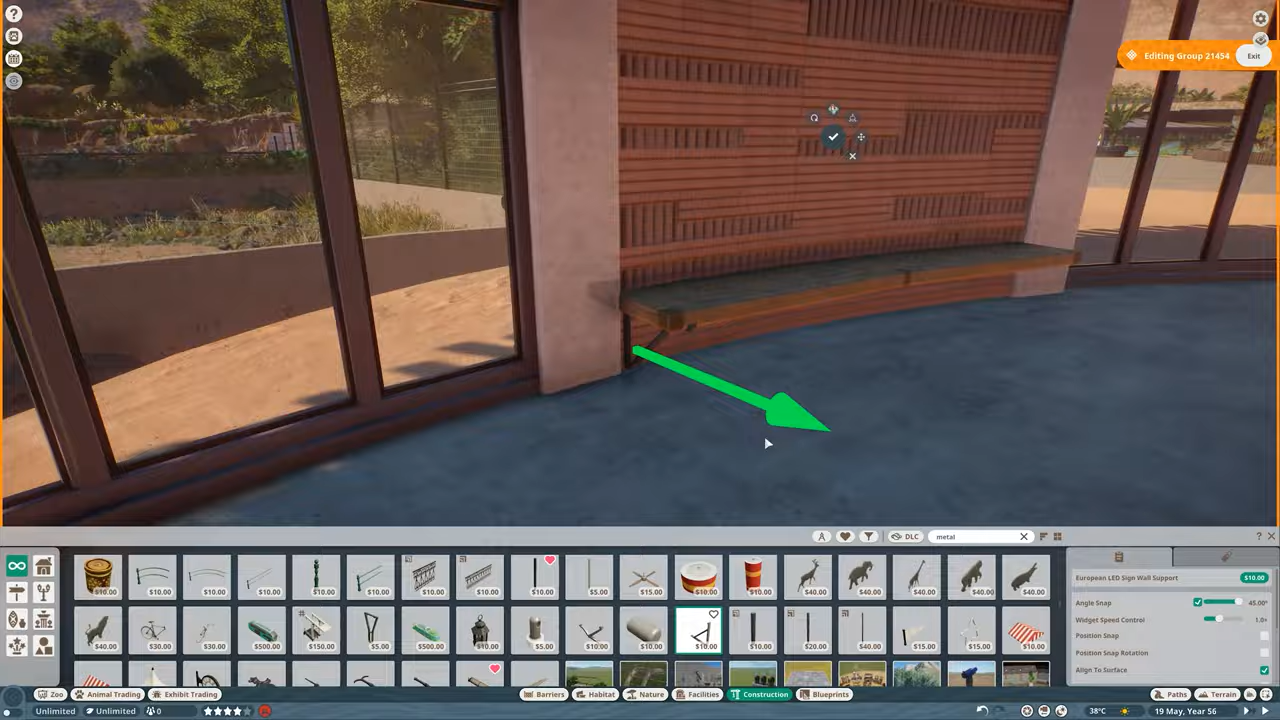 ?
Editing Group 21454 Exit
DLC metal ? ×
$10.00 $30.00 $10.00 $10.00 $10.00 $10.00 $10.00 $10.00 $10.00 $5.00 $15.00 $10.00 $10.00 $40.00 $40.00 $40.00 $40.00 $40.00
European LED Sign Wall Support $10.00
Angle Snap 45.00°
Worldwide Speed Control 1.0×
Position Snap
$40.00 $30.00 $30.00 $500.00 $150.00 $5.00 $500.00 $10.00 $5.00 $10.00 $10.00 $10.00 $10.00 $20.00 $40.00 $15.00 $15.00 $10.00
Position Snap Rotation
Align To Surface
Zoo Animal Trading Exhibit Trading Barriers Habitat Nature Facilities Construction Blueprints Paths Terrain
Unlimited Unlimited 0 38°C 19 May, Year 56